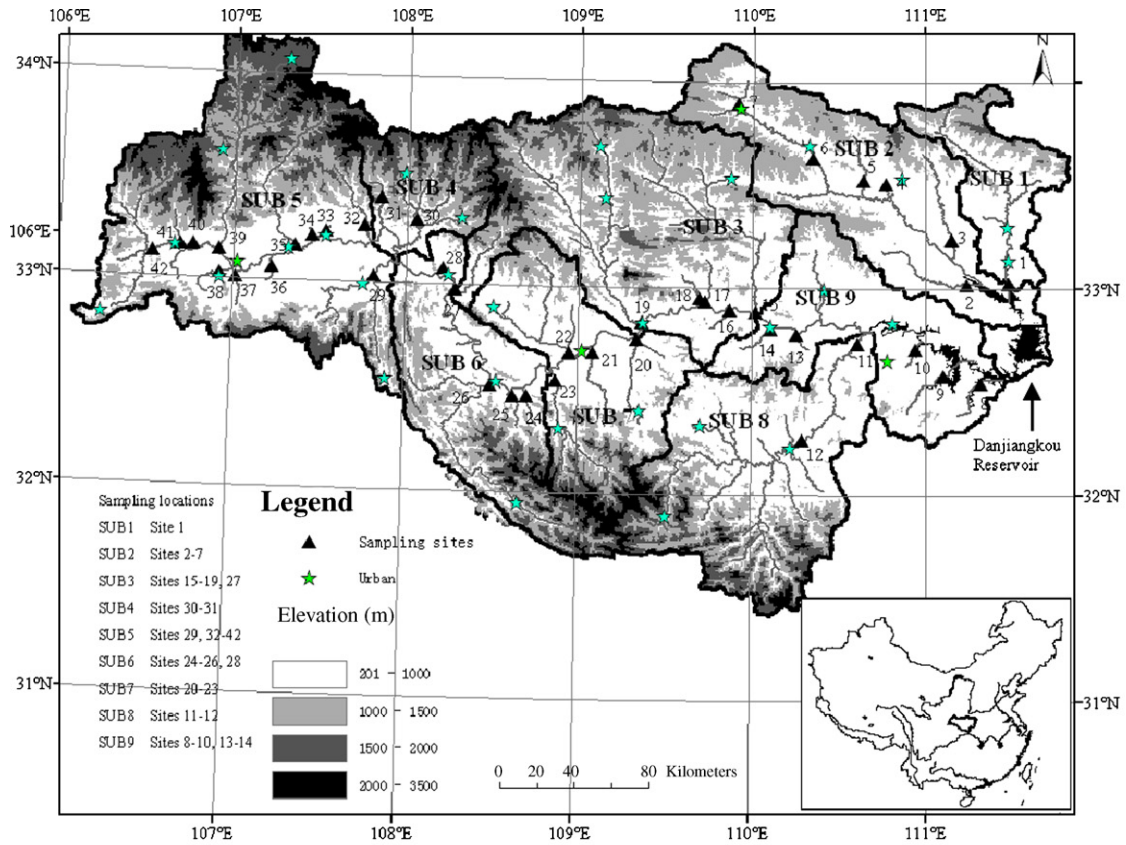 106°E 107°E 108°E 109°E 110°E 111°E
34°N
N
7
6
SUB 2
5
SUB 1
SUB 4
SUB 5
31
30
34 33 32
SUB 3
3
106°E
41 40 39
35
42
33°N
28
1
33°N
38 37 36
29
2
SUB 9
27
18 17
16
19
14 13
22 21 20
11
10
SUB 6
23
9
8
26 25 24
SUB 7
SUB 8
12
Danjiangkou
Reservoir
32°N
32°N
Sampling locations
SUB1 Site 1
SUB2 Sites 2-7
SUB3 Sites 15-19, 27
SUB4 Sites 30-31
SUB5 Sites 29, 32-42
SUB6 Sites 24-26, 28
SUB7 Sites 20-23
SUB8 Sites 11-12
SUB9 Sites 8-10, 13-14
Legend
Sampling sites
Urban
Elevation (m)
201 - 1000
1000 - 1500
1500 - 2000
2000 - 3500
31°N
31°N
0 20 40 80 Kilometers
107°E 108°E 109°E 110°E 111°E